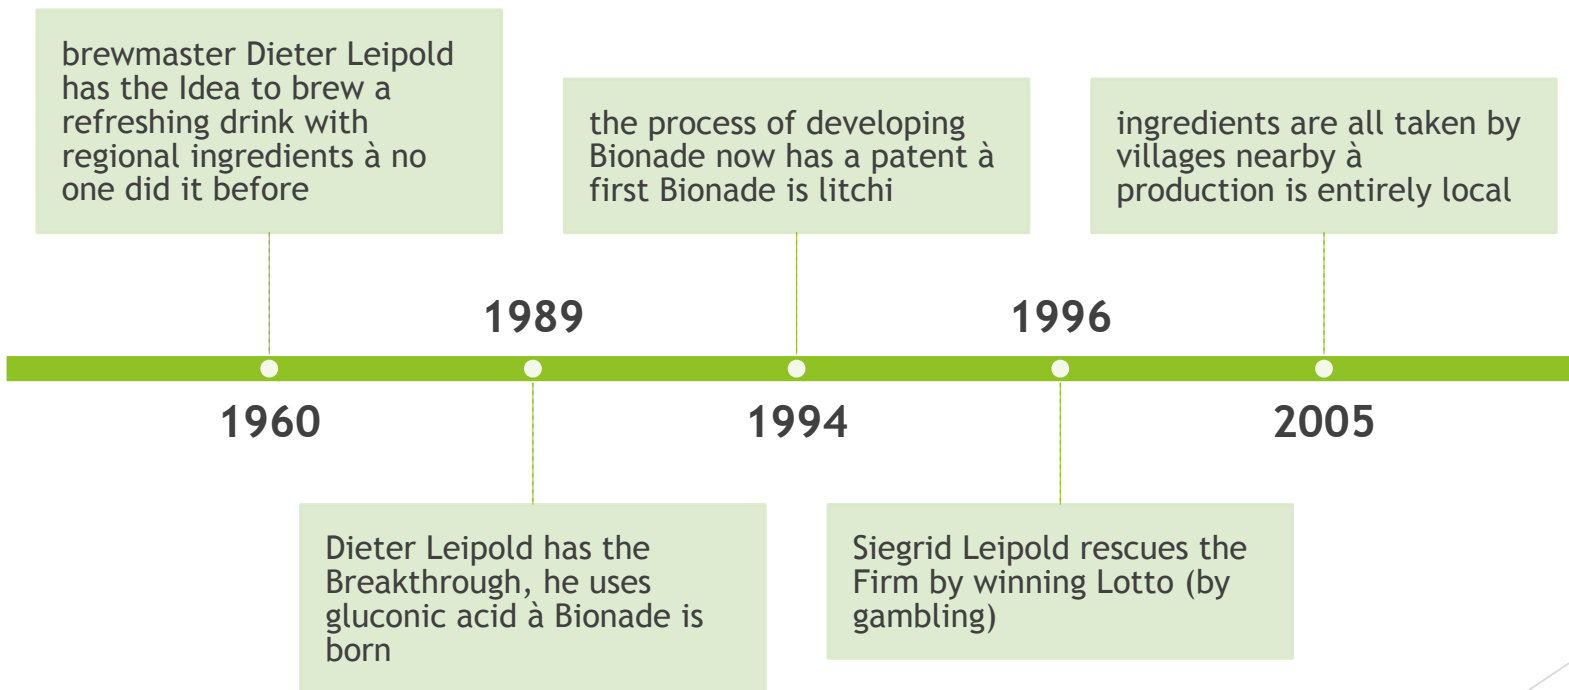 brewmaster Dieter Leipold
has the Idea to brew a
refreshing drink with
regional ingredients à no
one did it before
the process of developing
Bionade now has a patent à
first Bionade is litchi
ingredients are all taken by
villages nearby à
production is entirely local
1989
1996
1960
1994
2005
Dieter Leipold has the
Breakthrough, he uses
gluconic acid à Bionade is
born
Siegrid Leipold rescues the
Firm by winning Lotto (by
gambling)